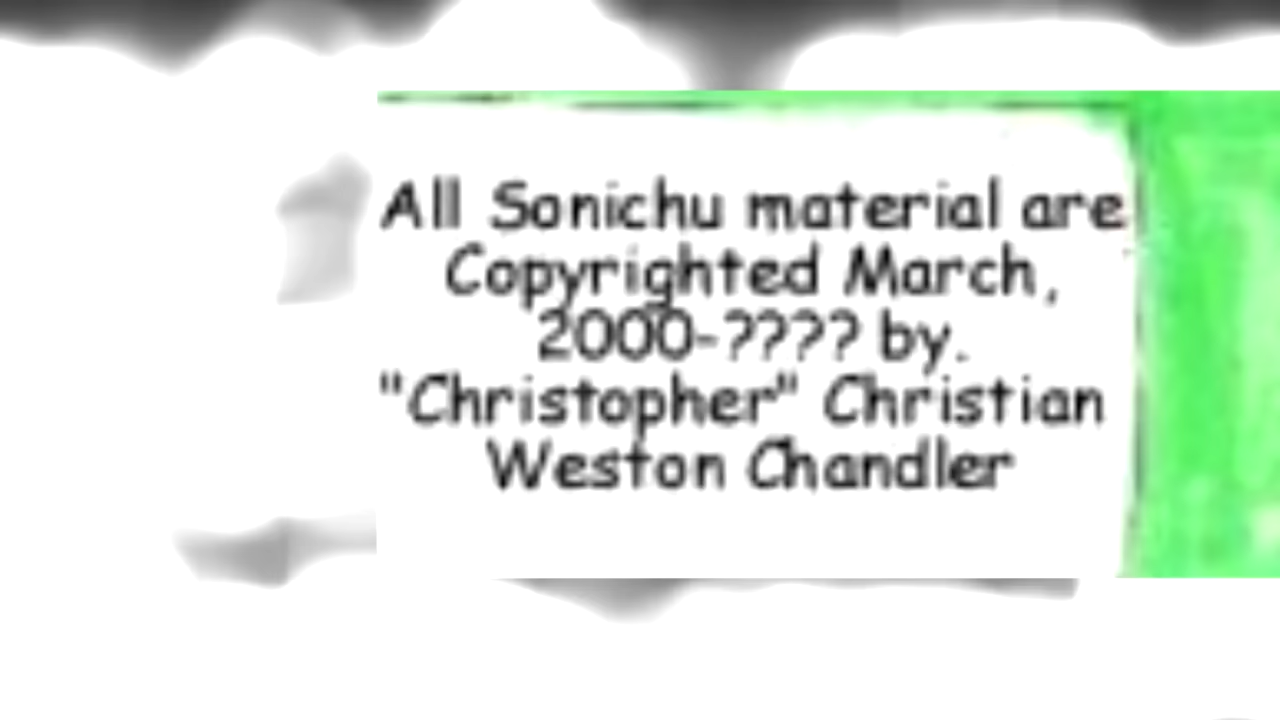 All Sonichu material are
Copyrighted March,
2000-???? by.
"Christopher" Christian
Weston Chandler